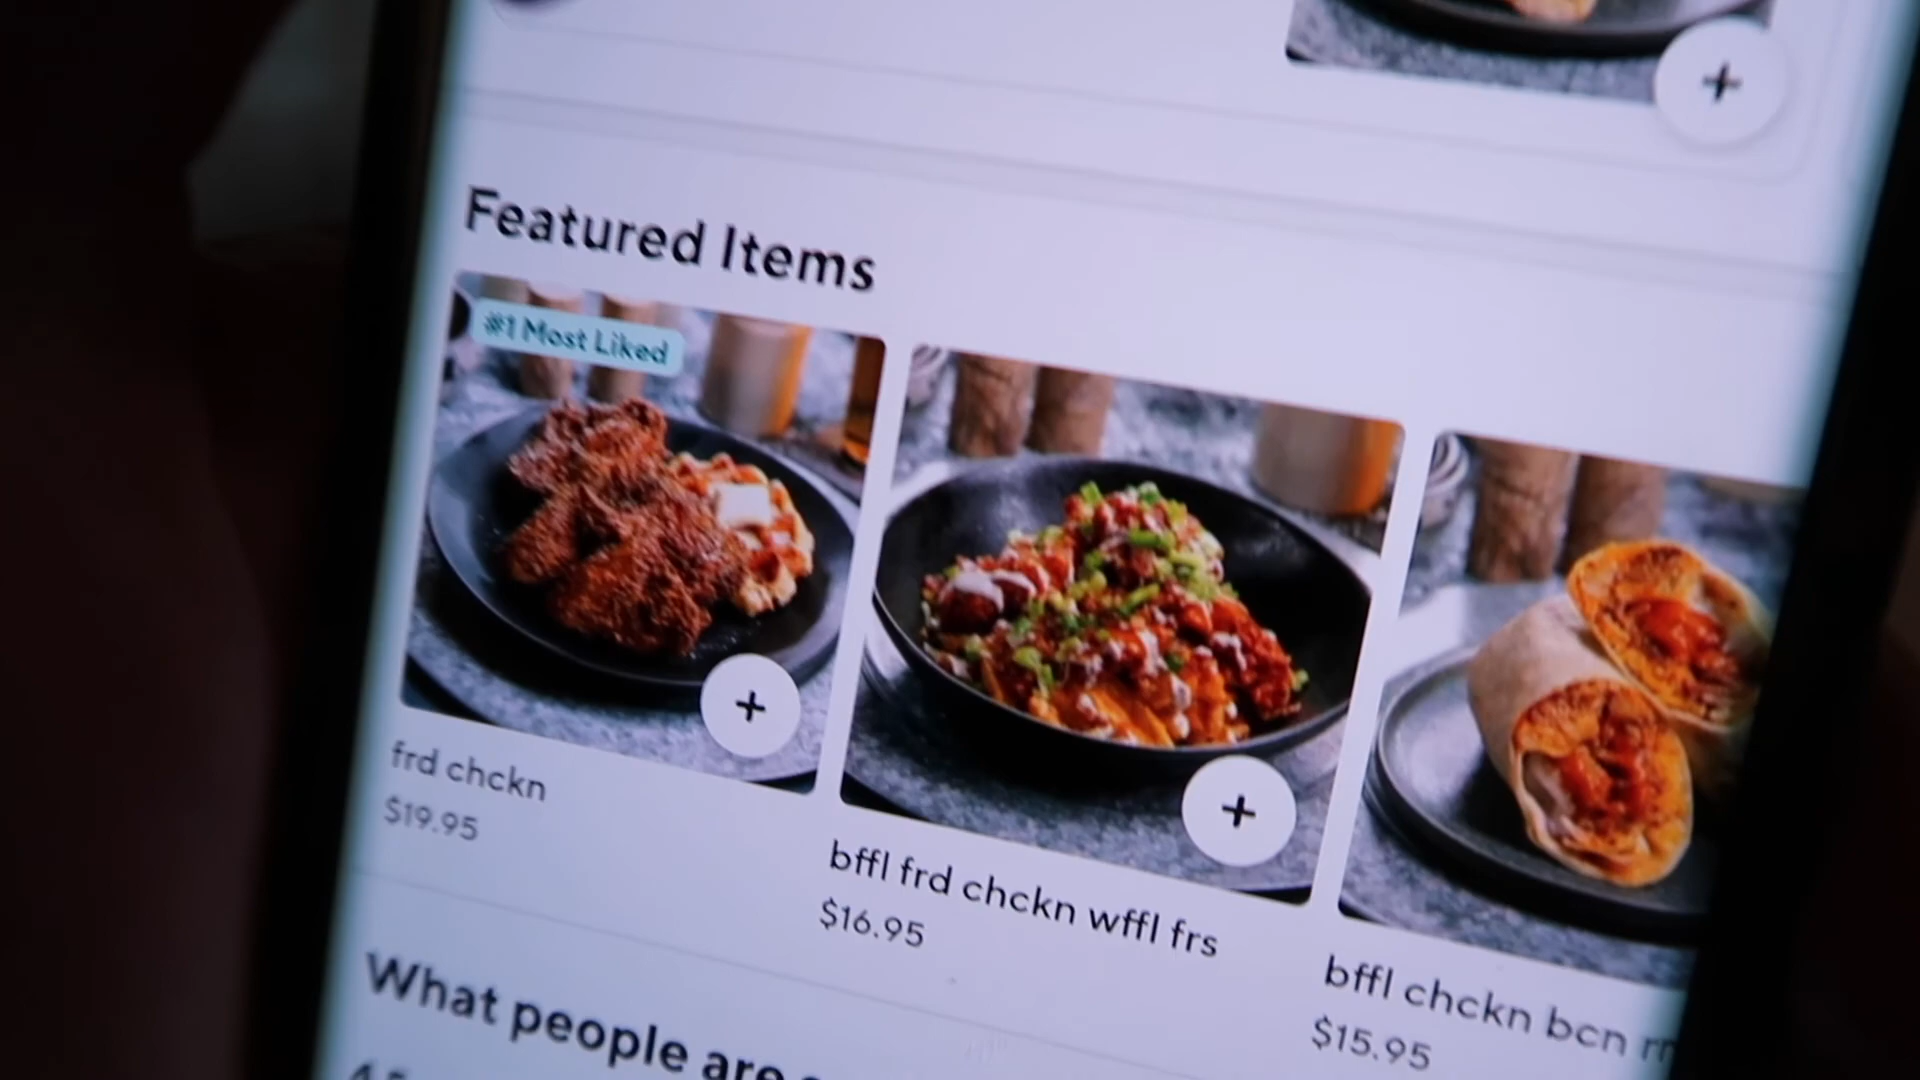 Featured Items
#1 Most Liked
frd chckn
$19.95
bffl frd chckn wffl frs
$16.95
bffl chckn bcn
$15.95
What people are